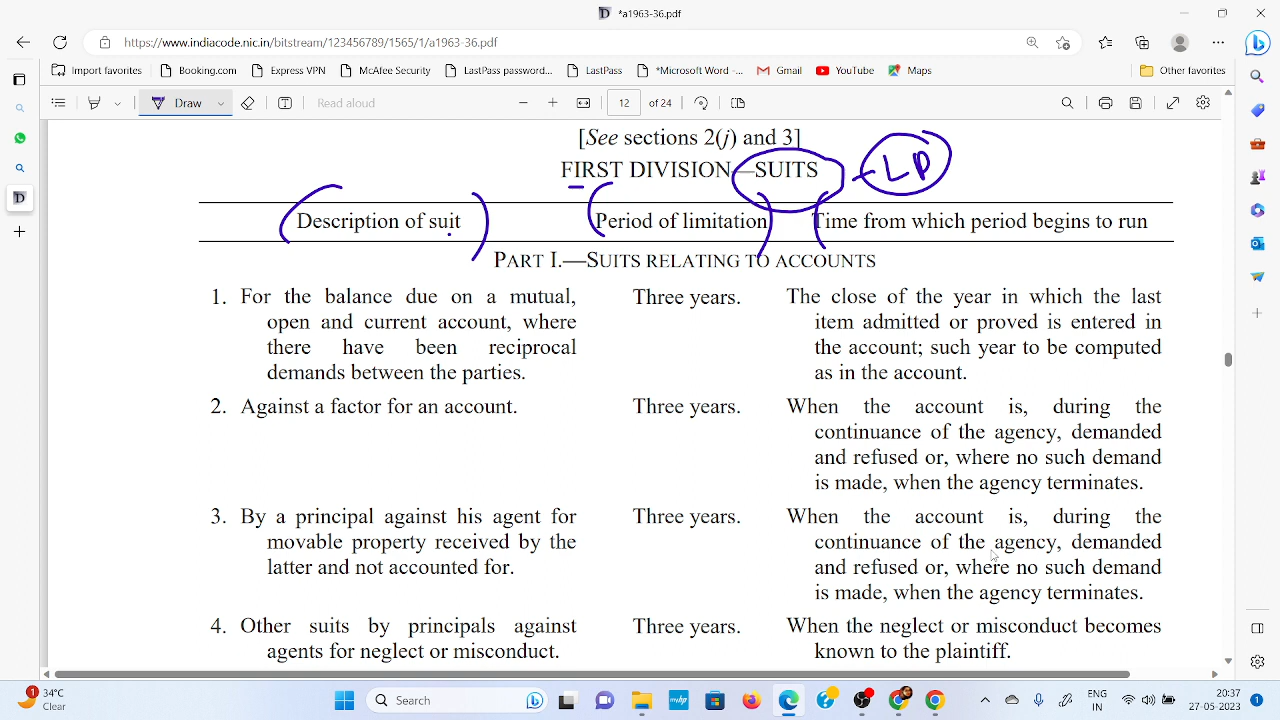 *a1963-36.pdf
https://www.indiacode.nic.in/bitstream/123456789/1565/1/a1963-36.pdf
Import favorites Booking.com Express VPN McAfee Security LastPass password... LastPass *Microsoft Word -... Gmail YouTube Maps Other favorites
Draw Read aloud 12 of 24
[See sections 2(j) and 3]
FIRST DIVISION—SUITS - LP
Description of suit Period of limitation Time from which period begins to run
PART I.—SUITS RELATING TO ACCOUNTS
1. For the balance due on a mutual, Three years. The close of the year in which the last
open and current account, where item admitted or proved is entered in
there have been reciprocal the account; such year to be computed
demands between the parties. as in the account.
2. Against a factor for an account. Three years. When the account is, during the
continuance of the agency, demanded
and refused or, where no such demand
is made, when the agency terminates.
3. By a principal against his agent for Three years. When the account is, during the
movable property received by the continuance of the agency, demanded
latter and not accounted for. and refused or, where no such demand
is made, when the agency terminates.
4. Other suits by principals against Three years. When the neglect or misconduct becomes
agents for neglect or misconduct. known to the plaintiff.
1 34°C Clear Search ENG IN 20:37 27-05-2023 1